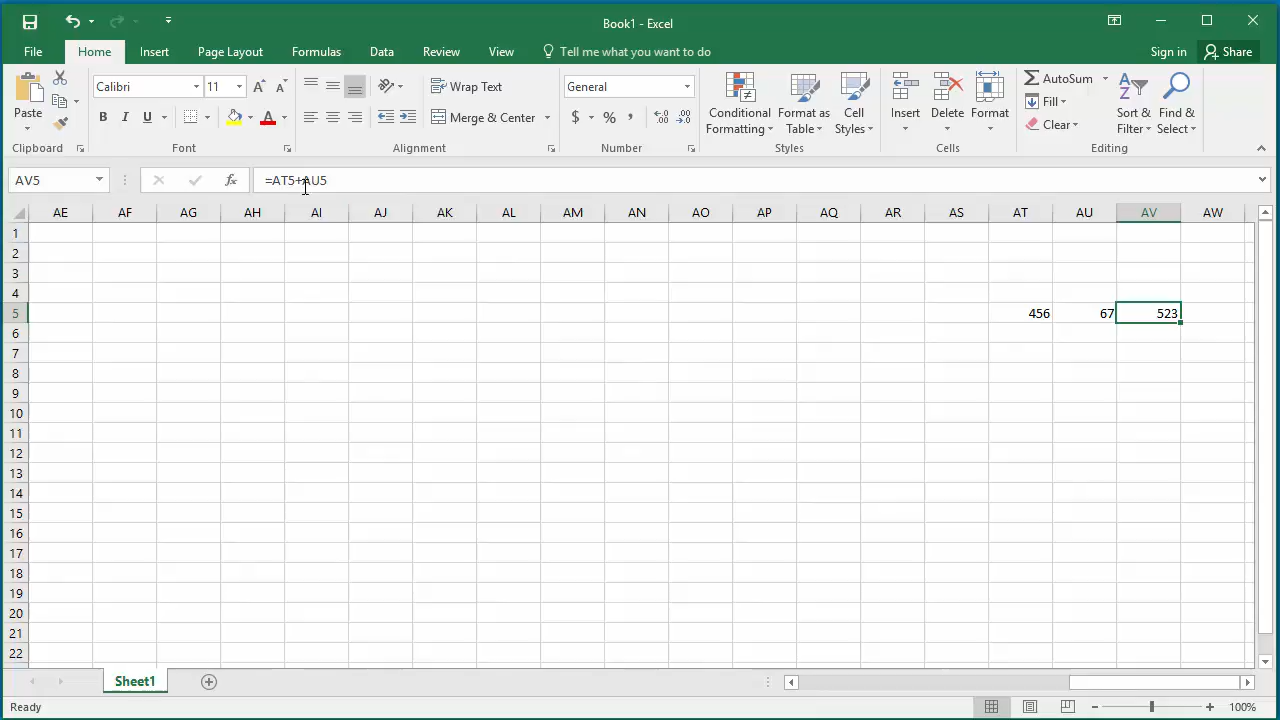 Book1 - Excel
File Home Insert Page Layout Formulas Data Review View Tell me what you want to do Sign in Share
Calibri 11 Wrap Text General AutoSum
Paste B I U Merge & Center $ % , Conditional Formatting Format as Table Cell Styles Insert Delete Format Fill Clear Sort & Filter Find & Select
Clipboard Font Alignment Number Styles Cells Editing
AV5 fx =AT5+AU5
AE AF AG AH AI AJ AK AL AM AN AO AP AQ AR AS AT AU AV AW
1
2
3
4
5 456 67 523
6
7
8
9
10
11
12
13
14
15
16
17
18
19
20
21
22
Sheet1
Ready 100%